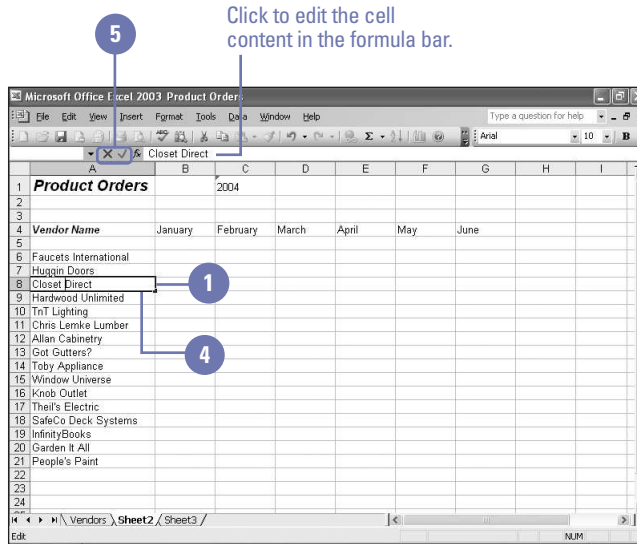 Click to edit the cell
content in the formula bar.
5
Microsoft Office Excel 2003 Product Orders
File Edit View Insert Format Tools Data Window Help Type a question for help
Arial 10 B
Closet Direct
A B C D E F G H I
1 Product Orders 2004
2
3
4 Vendor Name January February March April May June
5
6 Faucets International
7 Huggin Doors
8 Closet Direct
1
9 Hardwood Unlimited
10 TnT Lighting
11 Chris Lemke Lumber
12 Allan Cabinetry
4
13 Got Gutters?
14 Toby Appliance
15 Window Universe
16 Knob Outlet
17 Theil's Electric
18 SafeCo Deck Systems
19 InfinityBooks
20 Garden It All
21 People's Paint
22
23
24
Vendors Sheet2 Sheet3
Edit NUM